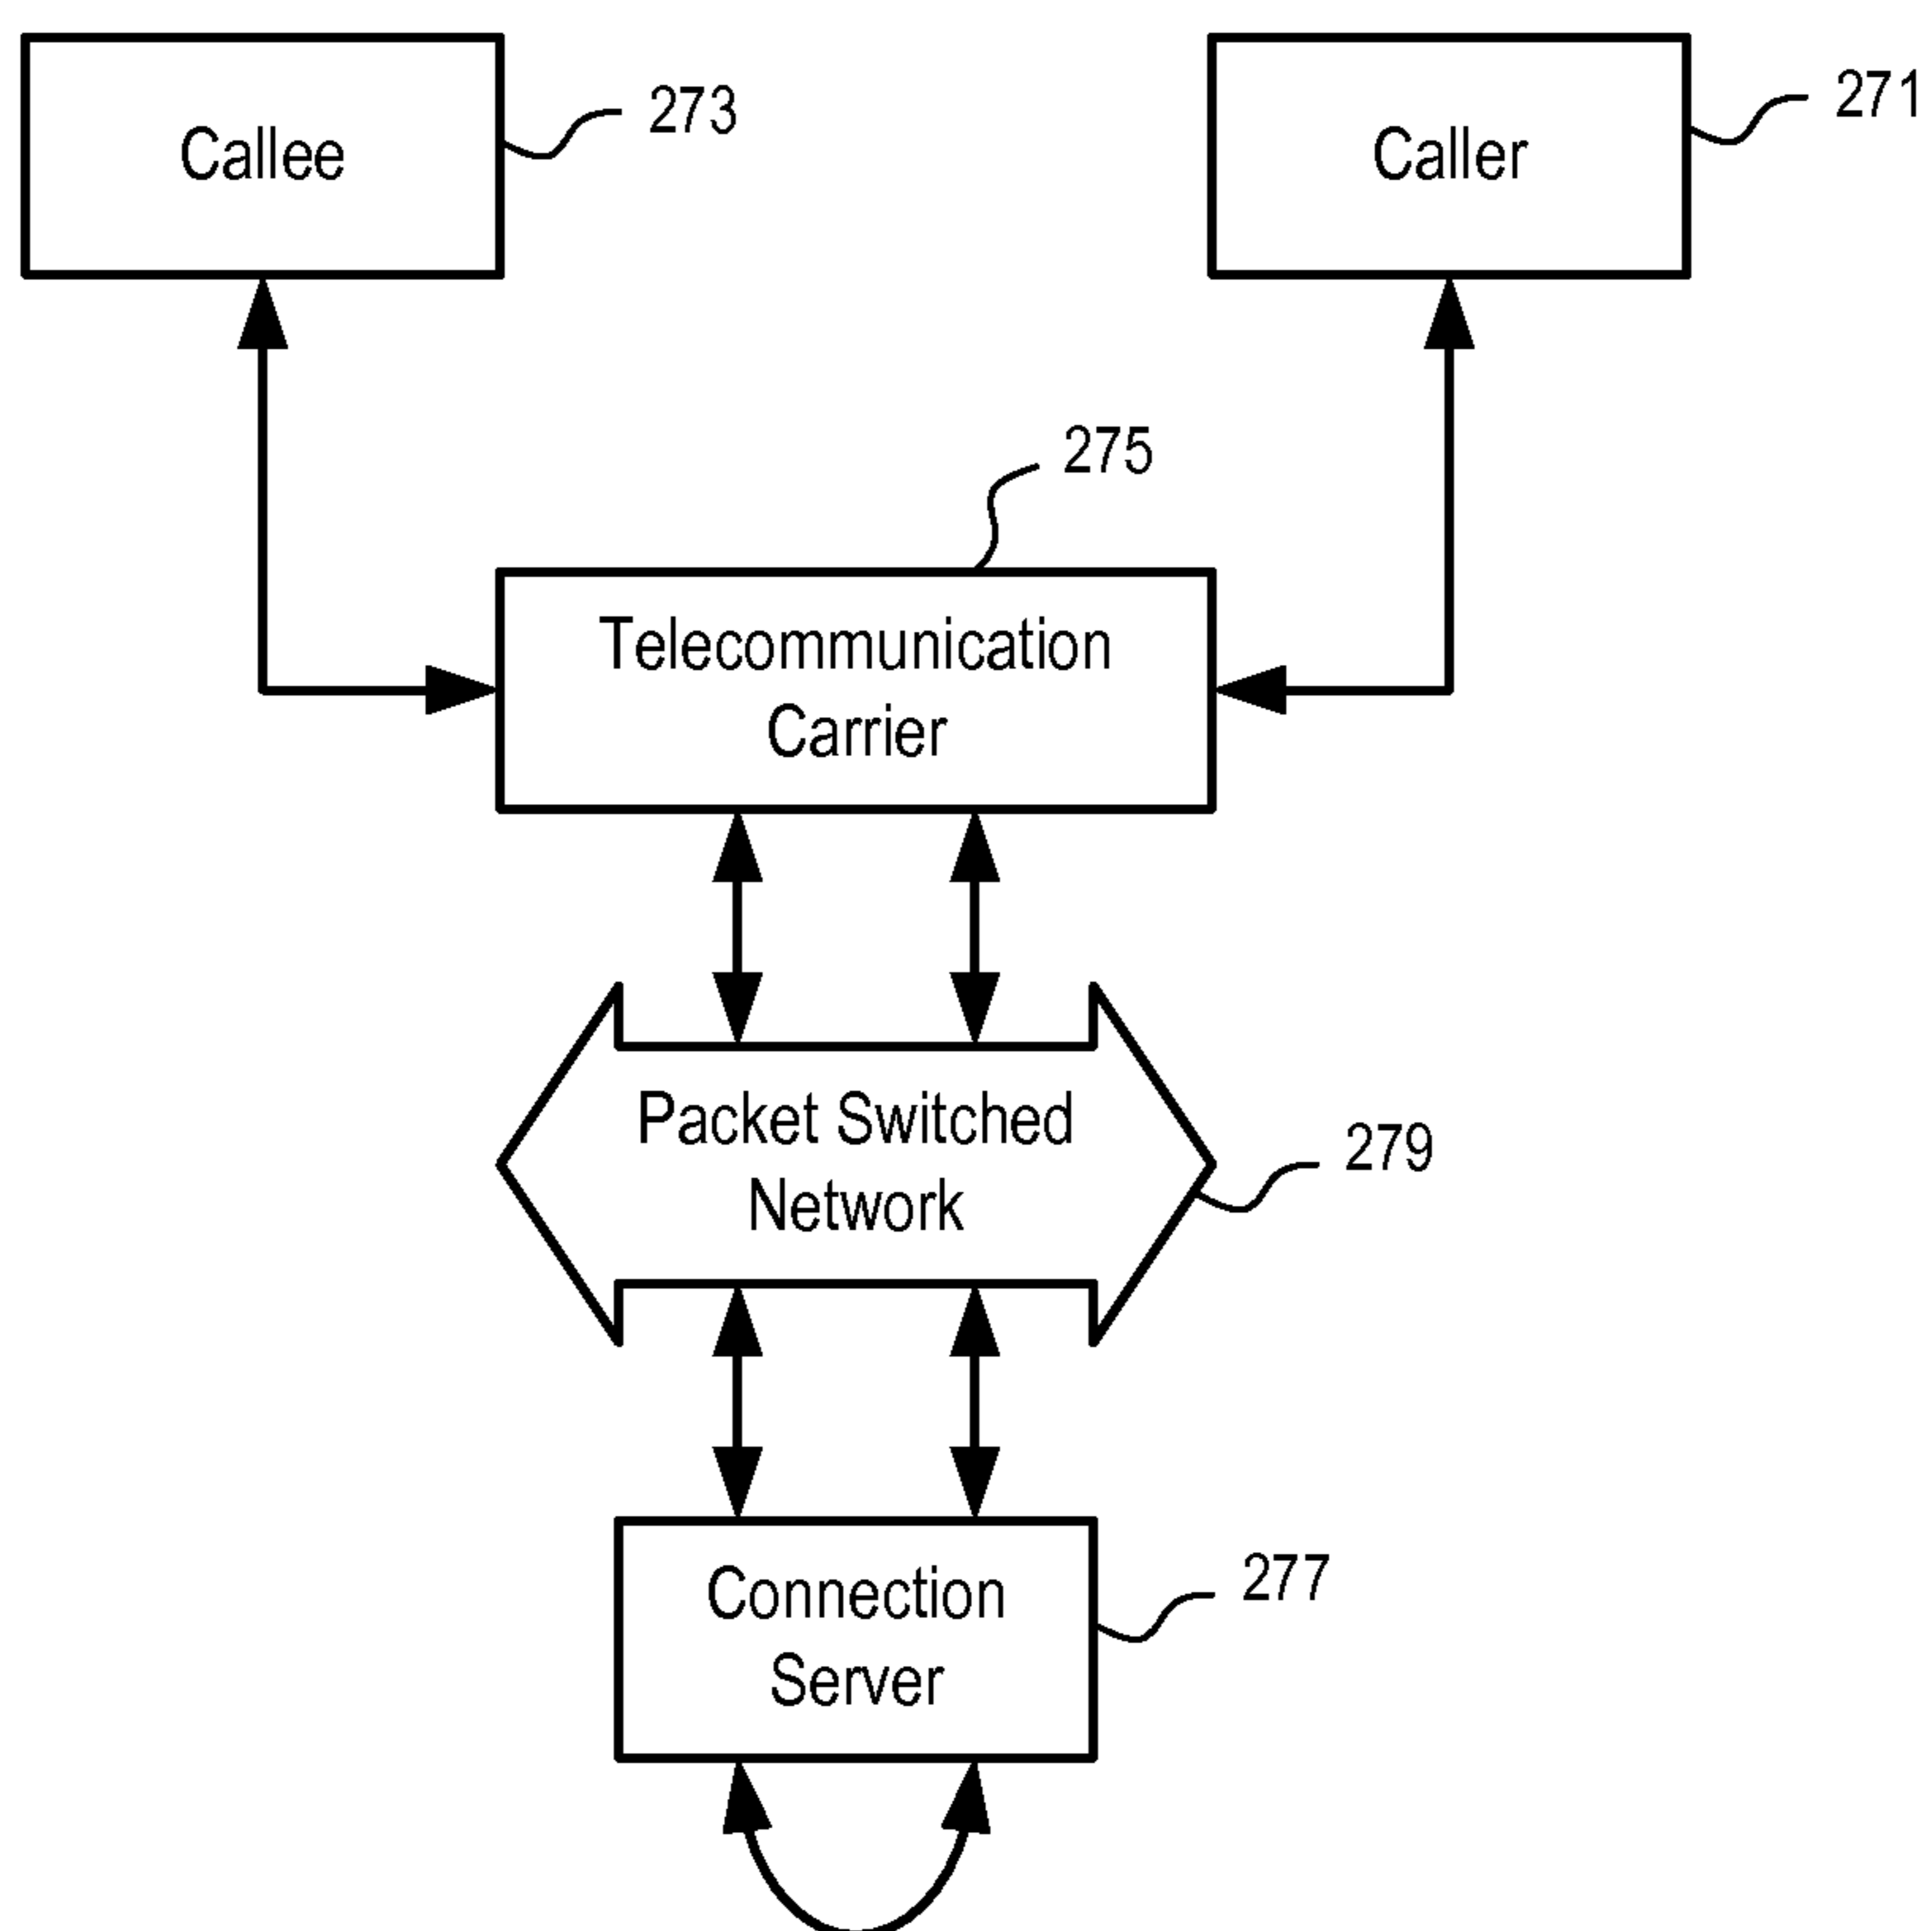 Callee
273
Caller
271
275
Telecommunication
Carrier
Packet Switched
Network
279
Connection
Server
277